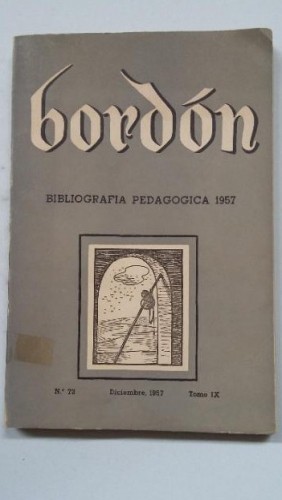 bordón
BIBLIOGRAFIA PEDAGOGICA 1957
N.° 72 Diciembre, 1957 Tomo IX